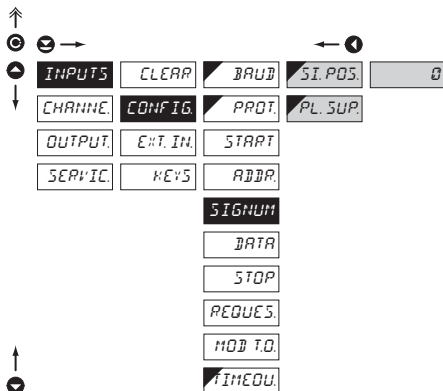 INPUTS CLEAR BAUD SI.POS. 0
CHANNE. CONFIG. PROT. PL.SUP.
OUTPUT. EXT.IN. START
SERVIC. KEYS ADDR.
SIGNUM
DATA
STOP
REQUES.
MOD T.O.
TIMEOU.